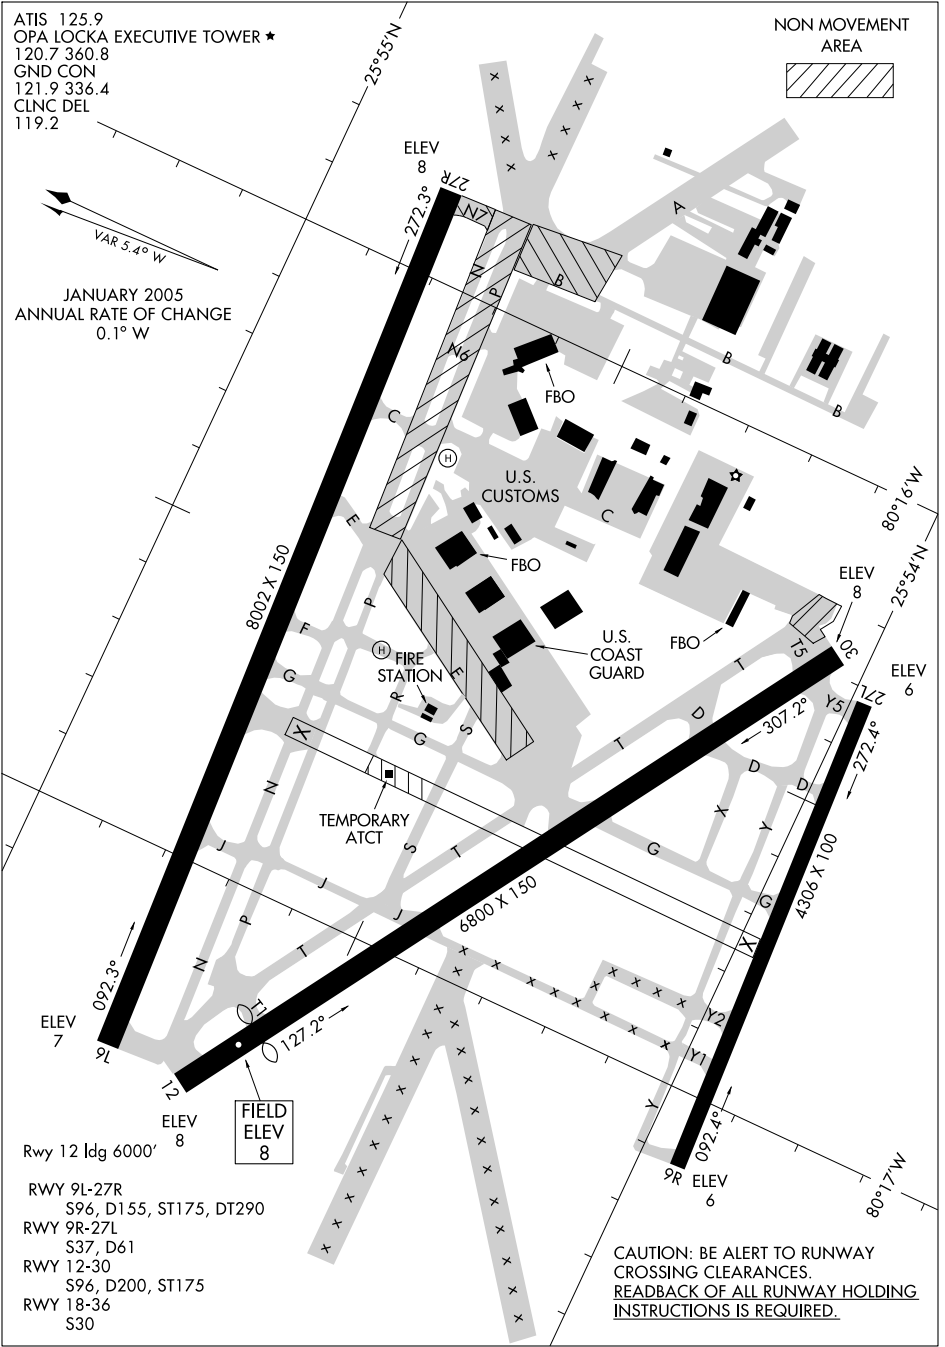 ATIS 125.9
OPA LOCKA EXECUTIVE TOWER ★
120.7 360.8
GND CON
121.9 336.4
CLNC DEL
119.2
25°55'N
NON MOVEMENT
AREA
ELEV
8
27R
272.3°
VAR 5.4° W
JANUARY 2005
ANNUAL RATE OF CHANGE
0.1° W
N7
A
N
P
B
N6
B
B
FBO
C
H
U.S.
CUSTOMS
C
80°16'W
25°54'N
E
8002 X 150
FBO
ELEV
8
P
F
H
FIRE
STATION
E
U.S.
COAST
GUARD
FBO
T5
30
ELEV
6
G
R
G
S
T
T
D
307.2°
Y5
27L
272.4°
X
N
TEMPORARY
ATCT
D
D
X
Y
J
J
S
T
G
G
4306 X 100
6800 X 150
P
T
J
N
X
092.3°
T1
127.2°
ELEV
7
9L
12
ELEV
8
FIELD
ELEV
8
Y2
Y1
Y
092.4°
9R
ELEV
6
80°17'W
Rwy 12 ldg 6000'
RWY 9L-27R
S96, D155, ST175, DT290
RWY 9R-27L
S37, D61
RWY 12-30
S96, D200, ST175
RWY 18-36
S30
CAUTION: BE ALERT TO RUNWAY
CROSSING CLEARANCES.
READBACK OF ALL RUNWAY HOLDING
INSTRUCTIONS IS REQUIRED.